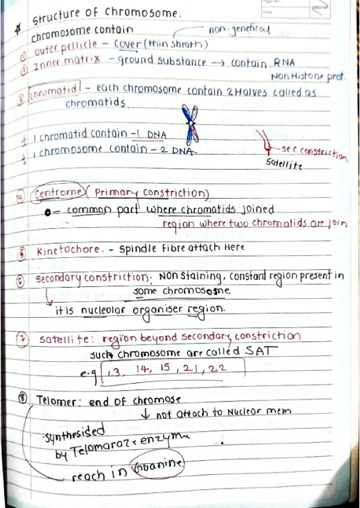 * Structure of Chromosome.
chromosome contain
non-genetical
① outer pellicle - cover (thin sheath)
② Inner matrix - ground substance → contain RNA
Non Histone prot.
③ chromatid - each chromosome contain 2 Halves called as
chromatids
1 chromatid contain - 1 DNA
1 chromosome contain - 2 DNA.
sec constriction
satellite
④ Centrome (Primary constriction)
common part where chromatids joined
region where two chromatids are join
⑤ Kinetochore. - Spindle fibre attach Here
⑥ secondary constriction: Non staining, constant region present in
some chromosome
it is nucleolar organiser region.
⑦ satellite: region beyond secondary constriction
such chromosome are called SAT
e.g 13, 14, 15, 21, 22
⑧ Telomer: end of chromose
↓ not attach to Nuclear mem
synthesided
by Telomaraze enzyme
reach in Guanine